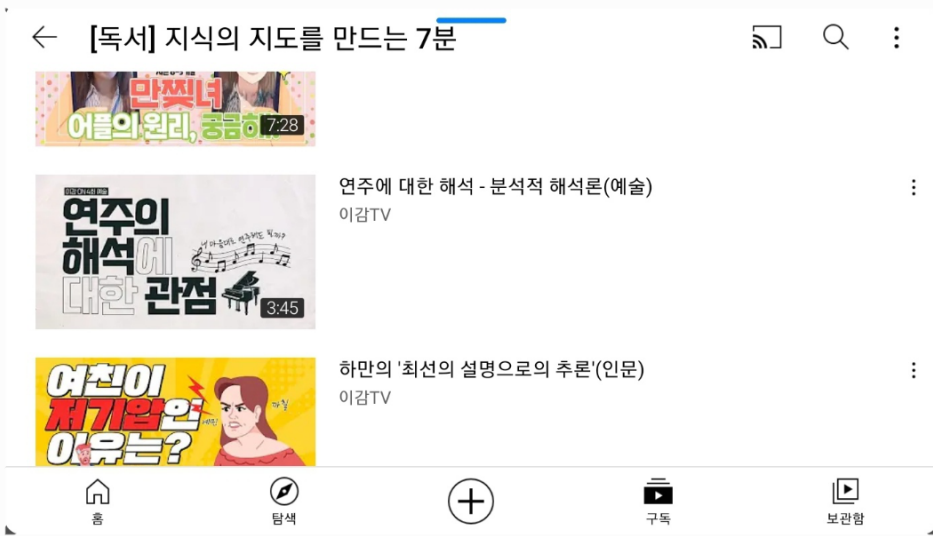 [독서] 지식의 지도를 만드는 7분
만찢녀
어플의 원리, 궁금해
7:28
연주의
해석에
대한 관점
3:45
연주에 대한 해석 - 분석적 해석론(예술)
이감TV
여친이
저기압인
이유는?
까칠
하만의 '최선의 설명으로의 추론'(인문)
이감TV
홈
탐색
구독
보관함